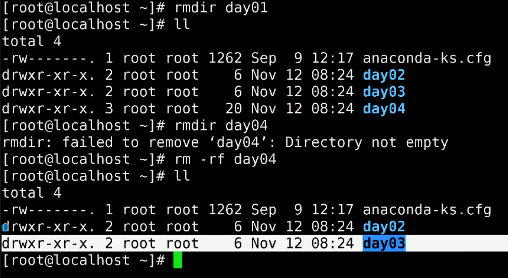 [root@localhost ~]# rmdir day01
[root@localhost ~]# ll
total 4
-rw-------. 1 root root 1262 Sep  9 12:17 anaconda-ks.cfg
drwxr-xr-x. 2 root root    6 Nov 12 08:24 day02
drwxr-xr-x. 2 root root    6 Nov 12 08:24 day03
drwxr-xr-x. 3 root root   20 Nov 12 08:24 day04
[root@localhost ~]# rmdir day04
rmdir: failed to remove ‘day04’: Directory not empty
[root@localhost ~]# rm -rf day04
[root@localhost ~]# ll
total 4
-rw-------. 1 root root 1262 Sep  9 12:17 anaconda-ks.cfg
drwxr-xr-x. 2 root root    6 Nov 12 08:24 day02
drwxr-xr-x. 2 root root    6 Nov 12 08:24 day03
[root@localhost ~]#